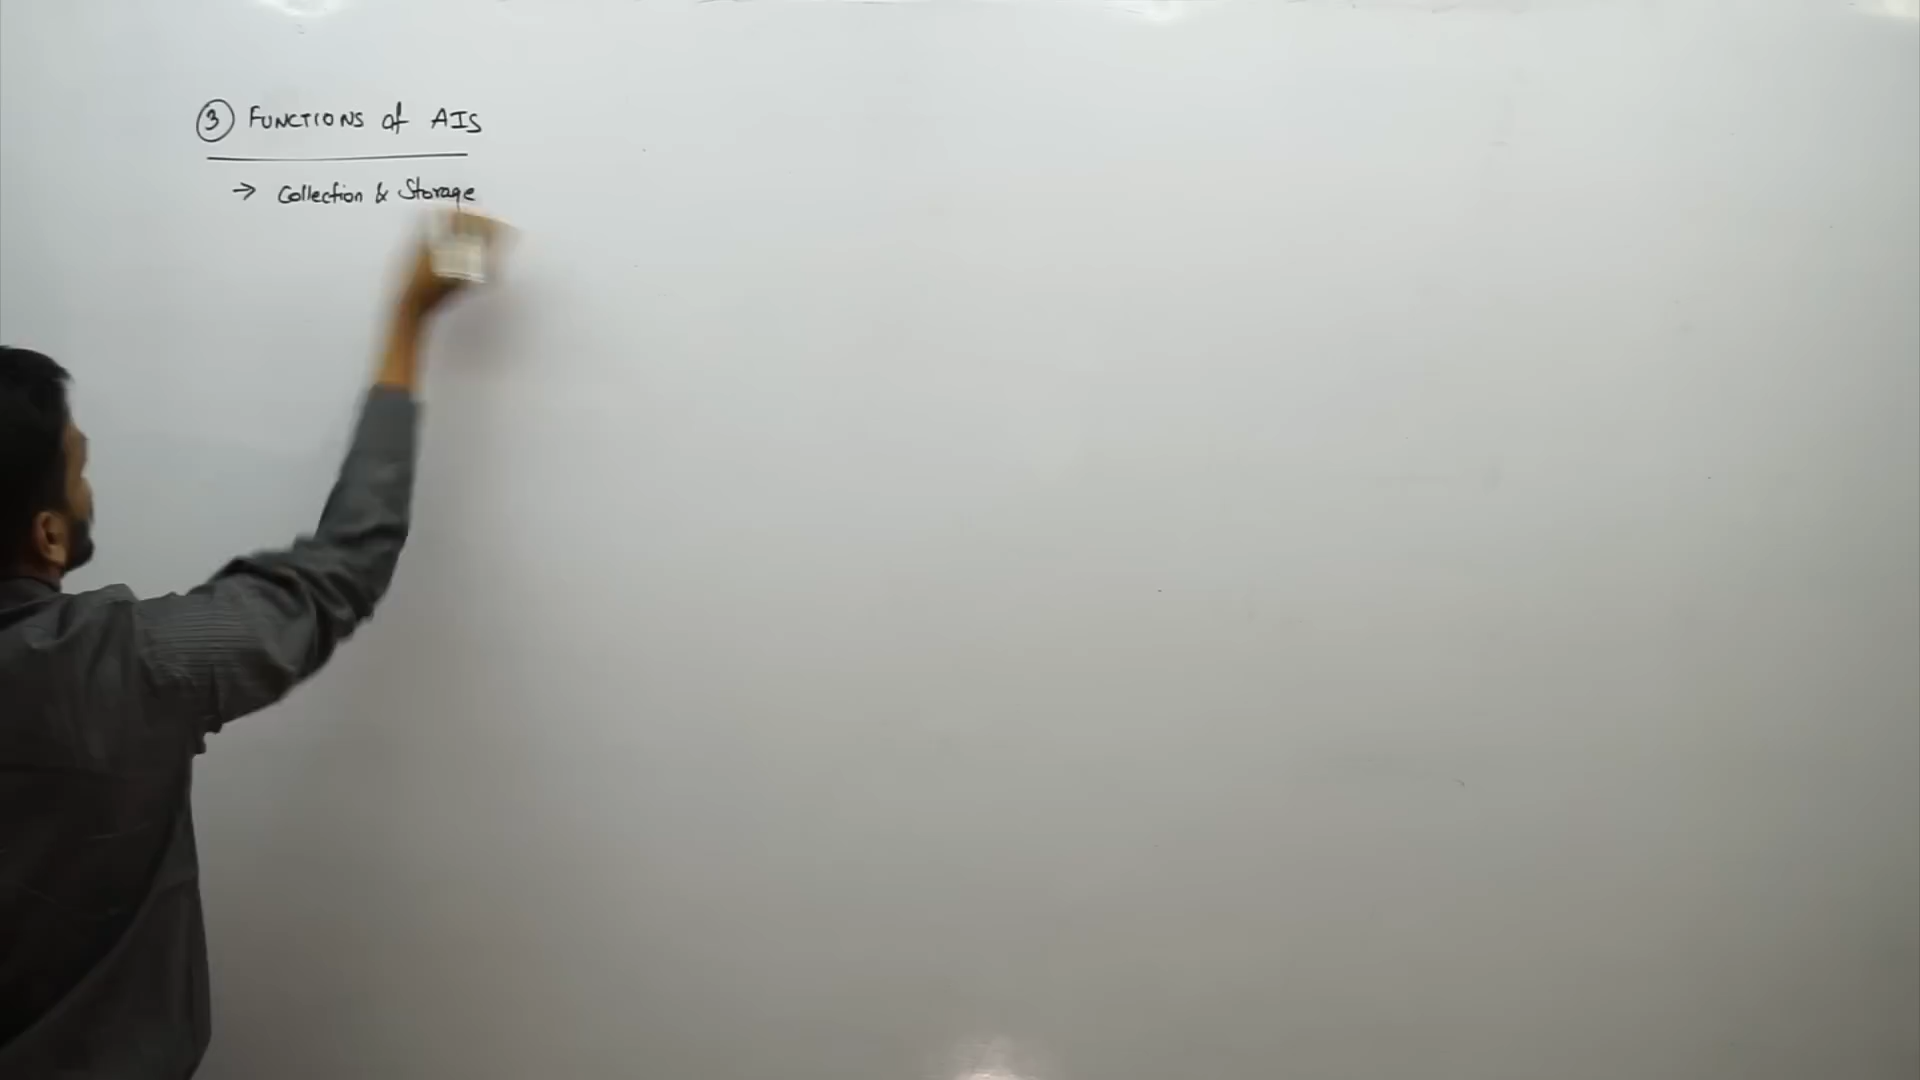 ③ FUNCTIONS of AIS
→ Collection & Storage